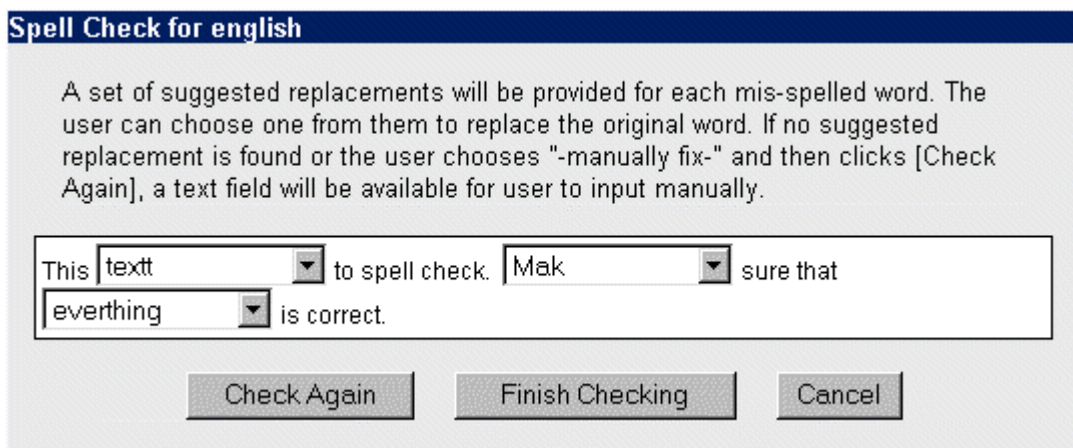 Spell Check for english
A set of suggested replacements will be provided for each mis-spelled word. The
user can choose one from them to replace the original word. If no suggested
replacement is found or the user chooses "-manually fix-" and then clicks [Check
Again], a text field will be available for user to input manually.
This textt to spell check. Mak sure that
everthing is correct.
Check Again Finish Checking Cancel